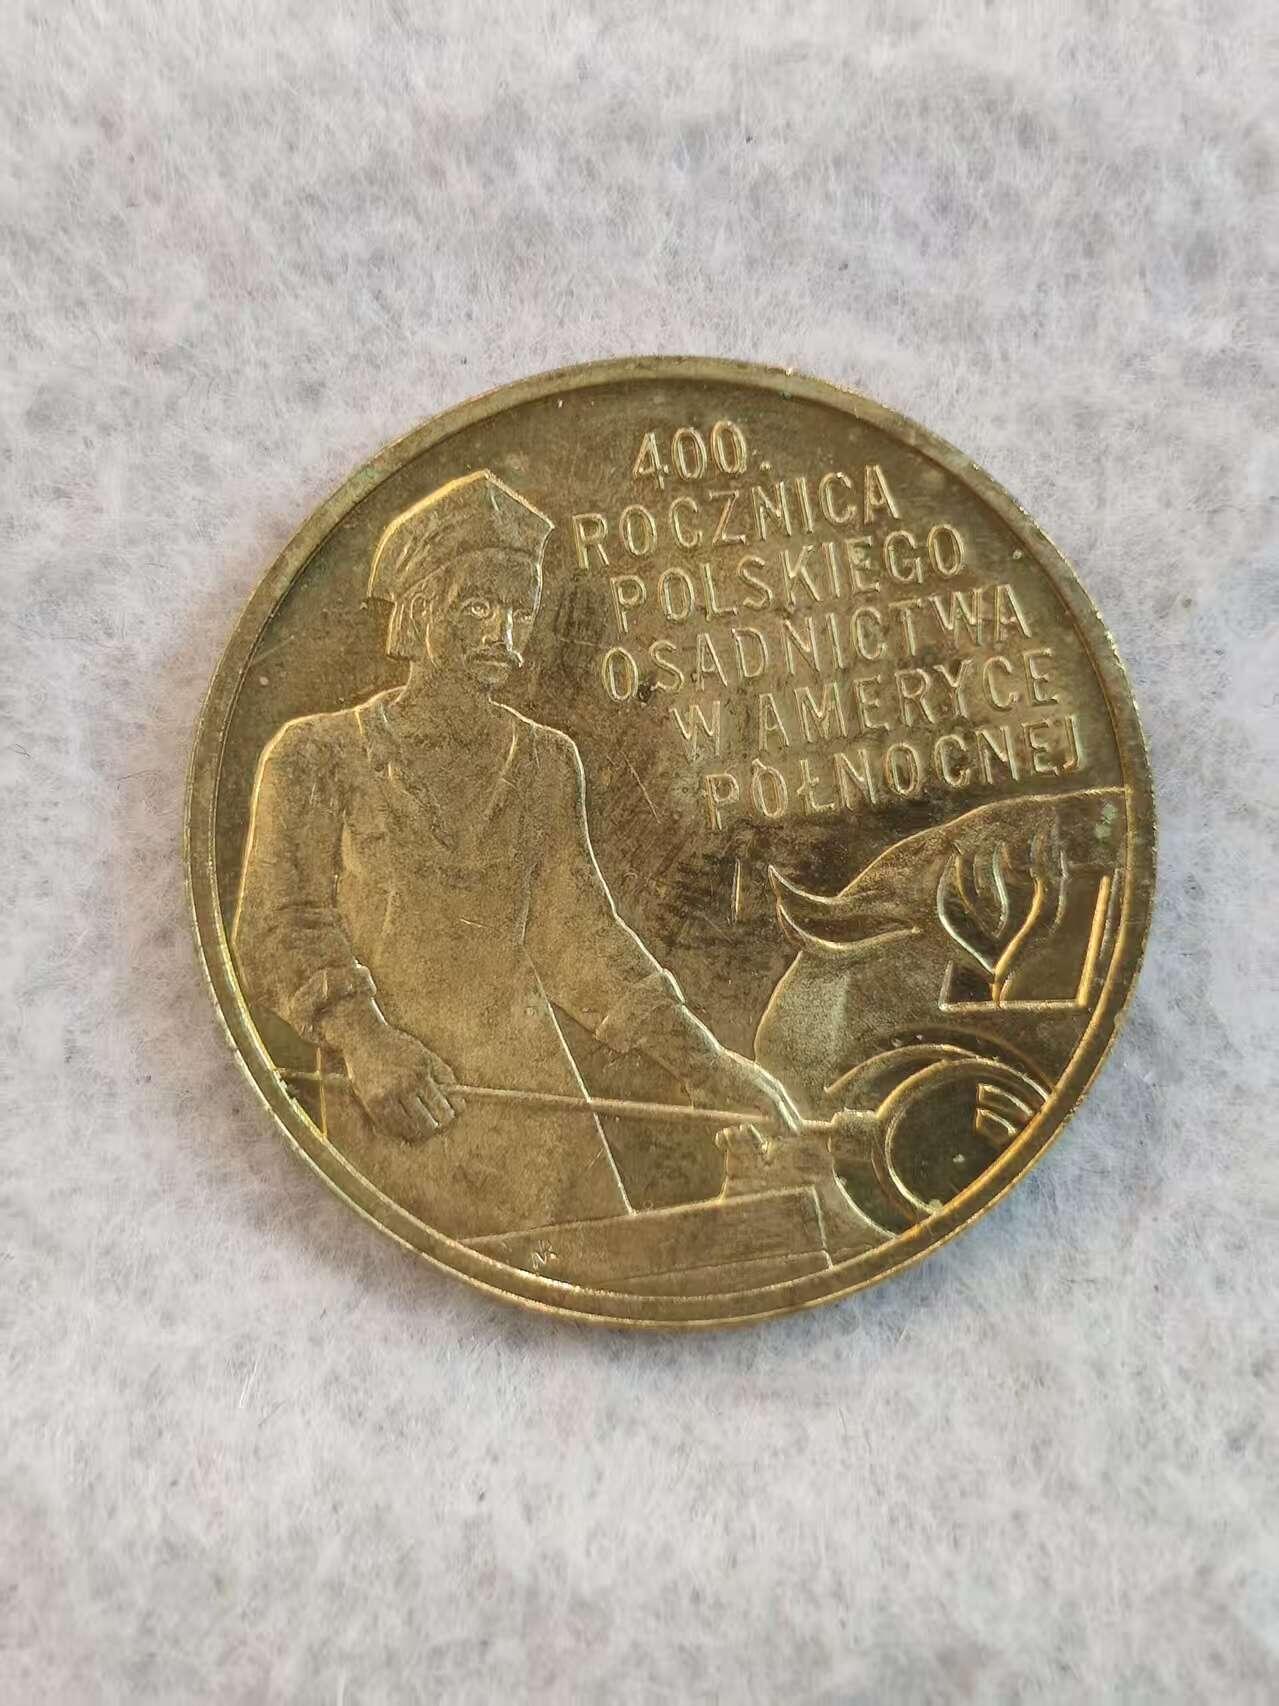 400.
ROCZNICA
POLSKIEGO
OSADNICTWA
W AMERYCE
PÓŁNOCNEJ